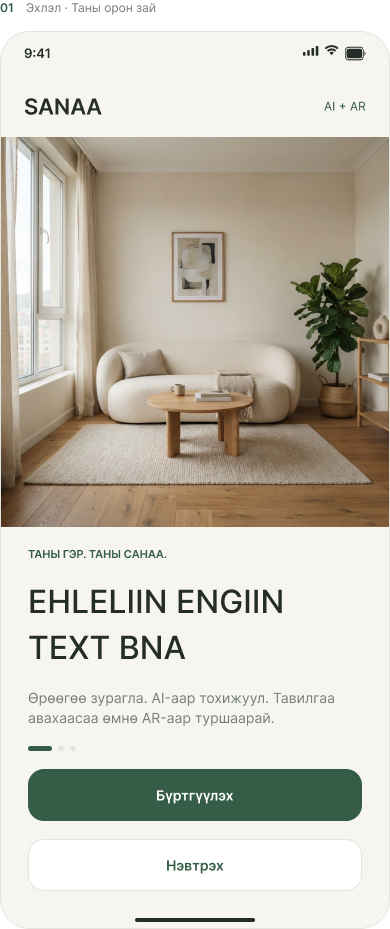 01 Эхлэл · Таны орон зай
9:41
SANAA
AI + AR
ТАНЫ ГЭР. ТАНЫ САНАА.
EHLELIIN ENGIIN
TEXT BNA
Өрөөгөө зурагла. AI-аар тохижуул. Тавилгаа
авахаасаа өмнө AR-аар туршаарай.
Бүртгүүлэх
Нэвтрэх